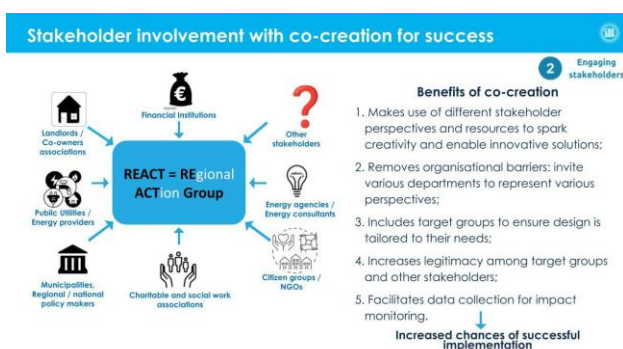 Stakeholder involvement with co-creation for success
2
Engaging
stakeholders
Landlords /
Co-owners
associations
€
Financial Institutions
?
Other
stakeholders
Public Utilities /
Energy providers
REACT = REgional
ACTion Group
Energy agencies /
Energy consultants
Municipalities,
Regional / national
policy makers
Charitable and social work
associations
Citizen groups /
NGOs
Benefits of co-creation
1. Makes use of different stakeholder
perspectives and resources to spark
creativity and enable innovative solutions;
2. Removes organisational barriers: invite
various departments to represent various
perspectives;
3. Includes target groups to ensure design is
tailored to their needs;
4. Increases legitimacy among target groups
and other stakeholders;
5. Facilitates data collection for impact
monitoring.
Increased chances of successful
implementation